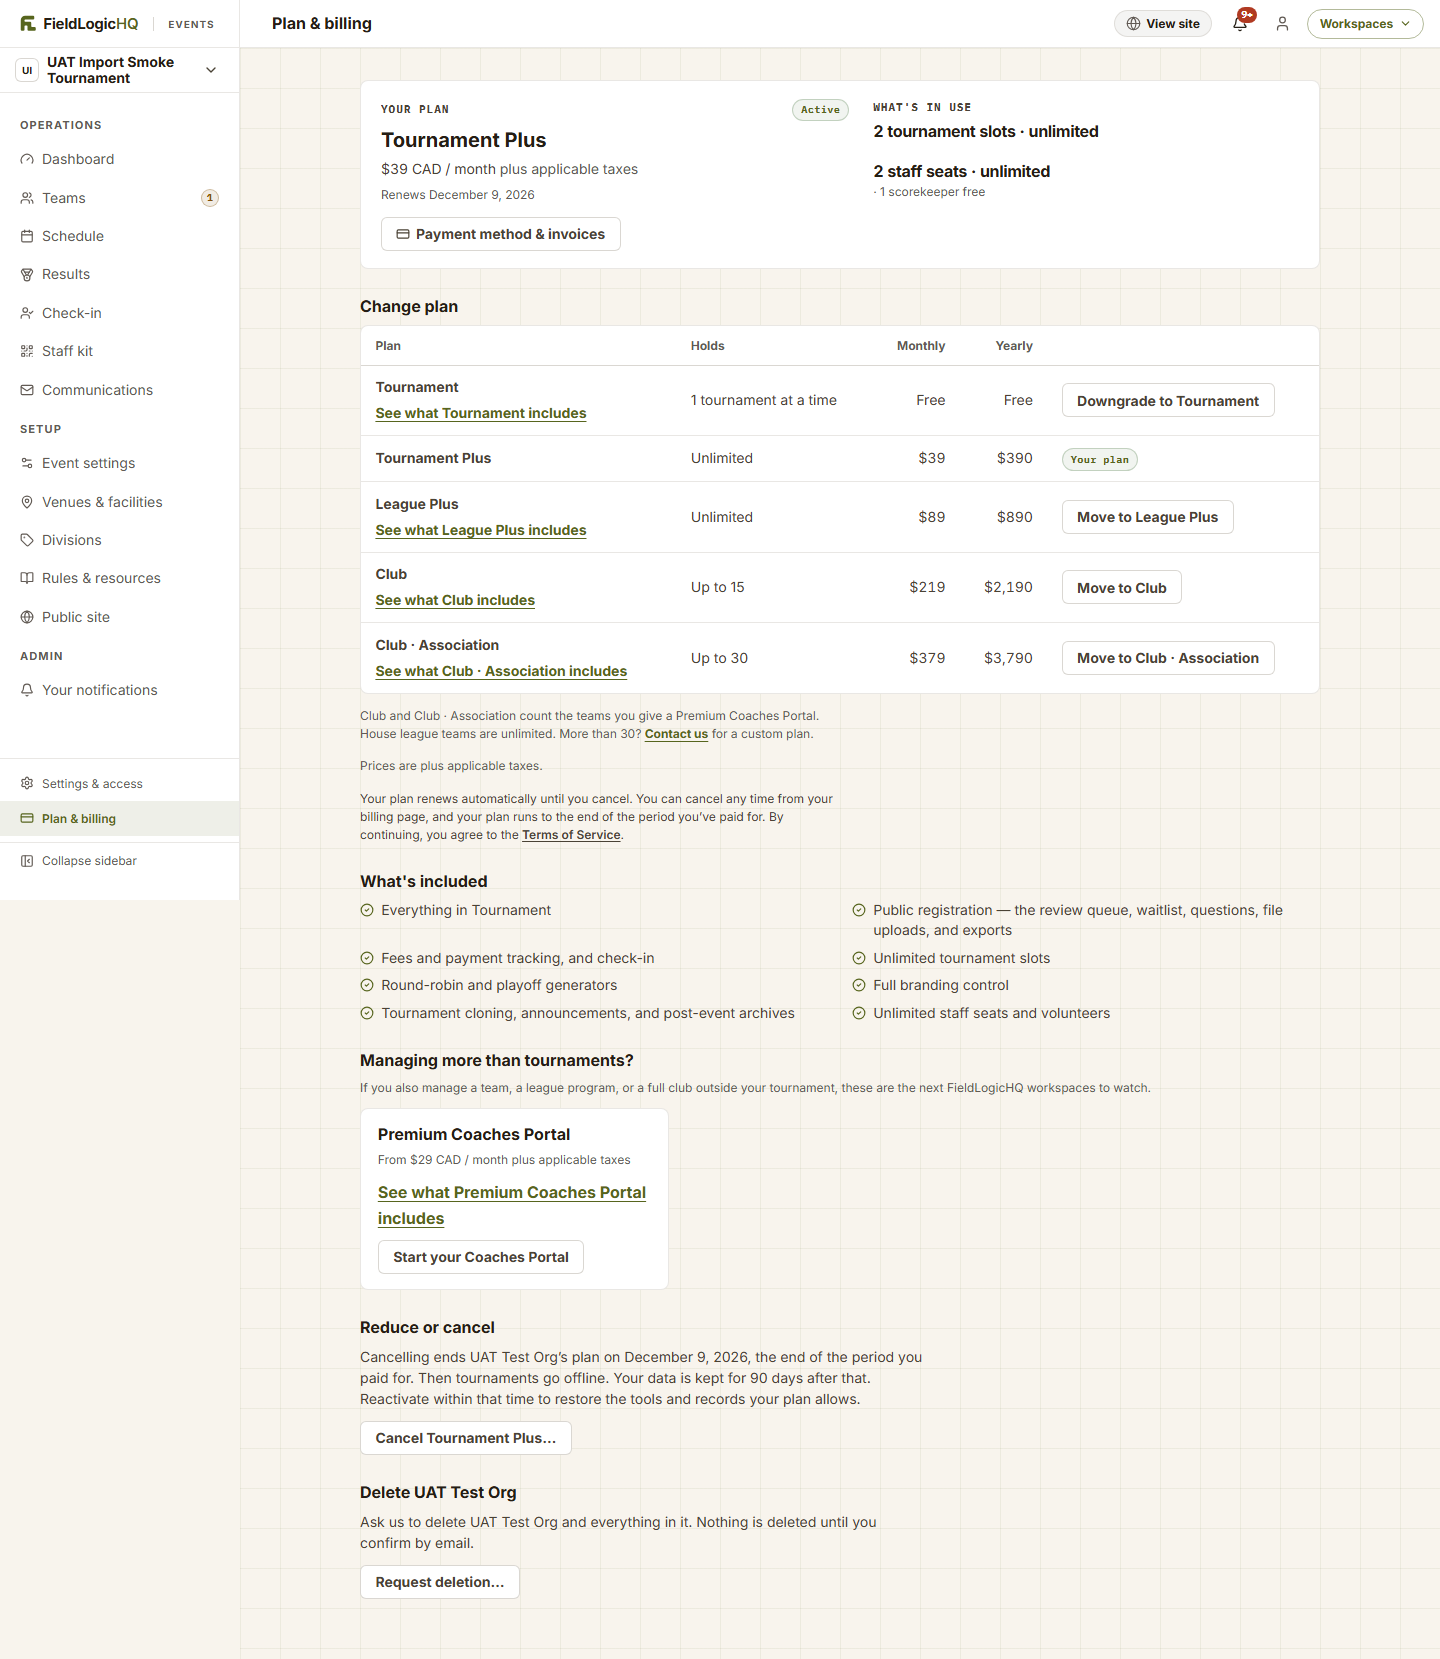 FieldLogicHQ
EVENTS
Plan & billing
View site
9+
Workspaces
UI
UAT Import Smoke
Tournament
OPERATIONS
Dashboard
Teams
1
Schedule
Results
Check-in
Staff kit
Communications
SETUP
Event settings
Venues & facilities
Divisions
Rules & resources
Public site
ADMIN
Your notifications
Settings & access
Plan & billing
Collapse sidebar
YOUR PLAN
Active
Tournament Plus
$39 CAD / month plus applicable taxes
Renews December 9, 2026
Payment method & invoices
WHAT'S IN USE
2 tournament slots · unlimited
2 staff seats · unlimited
· 1 scorekeeper free
Change plan
Plan Holds Monthly Yearly
Tournament
See what Tournament includes
1 tournament at a time Free Free Downgrade to Tournament
Tournament Plus Unlimited $39 $390 Your plan
League Plus
See what League Plus includes
Unlimited $89 $890 Move to League Plus
Club
See what Club includes
Up to 15 $219 $2,190 Move to Club
Club · Association
See what Club · Association includes
Up to 30 $379 $3,790 Move to Club · Association
Club and Club · Association count the teams you give a Premium Coaches Portal.
House league teams are unlimited. More than 30? Contact us for a custom plan.
Prices are plus applicable taxes.
Your plan renews automatically until you cancel. You can cancel any time from your
billing page, and your plan runs to the end of the period you've paid for. By
continuing, you agree to the Terms of Service.
What's included
Everything in Tournament
Public registration — the review queue, waitlist, questions, file
uploads, and exports
Fees and payment tracking, and check-in
Unlimited tournament slots
Round-robin and playoff generators
Full branding control
Tournament cloning, announcements, and post-event archives
Unlimited staff seats and volunteers
Managing more than tournaments?
If you also manage a team, a league program, or a full club outside your tournament, these are the next FieldLogicHQ workspaces to watch.
Premium Coaches Portal
From $29 CAD / month plus applicable taxes
See what Premium Coaches Portal
includes
Start your Coaches Portal
Reduce or cancel
Cancelling ends UAT Test Org's plan on December 9, 2026, the end of the period you
paid for. Then tournaments go offline. Your data is kept for 90 days after that.
Reactivate within that time to restore the tools and records your plan allows.
Cancel Tournament Plus...
Delete UAT Test Org
Ask us to delete UAT Test Org and everything in it. Nothing is deleted until you
confirm by email.
Request deletion...